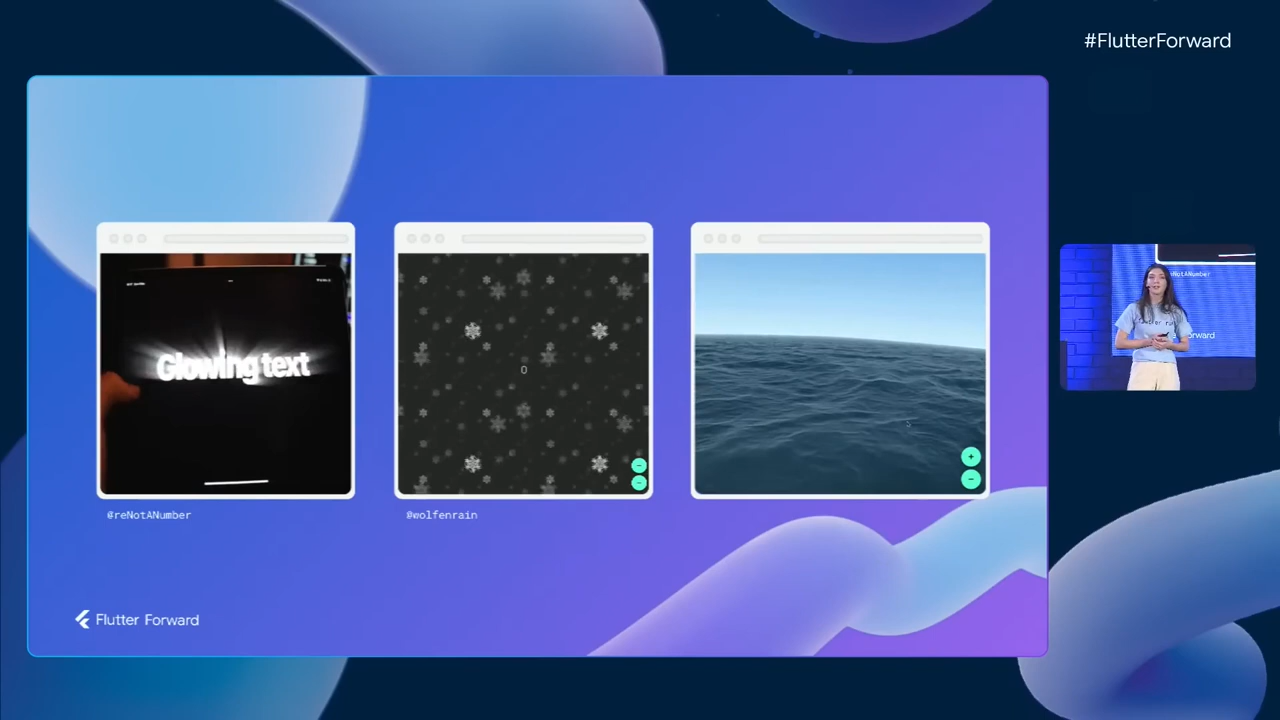 #FlutterForward
Glowing text
0
@reNotANumber
@wolfenrain
Flutter Forward